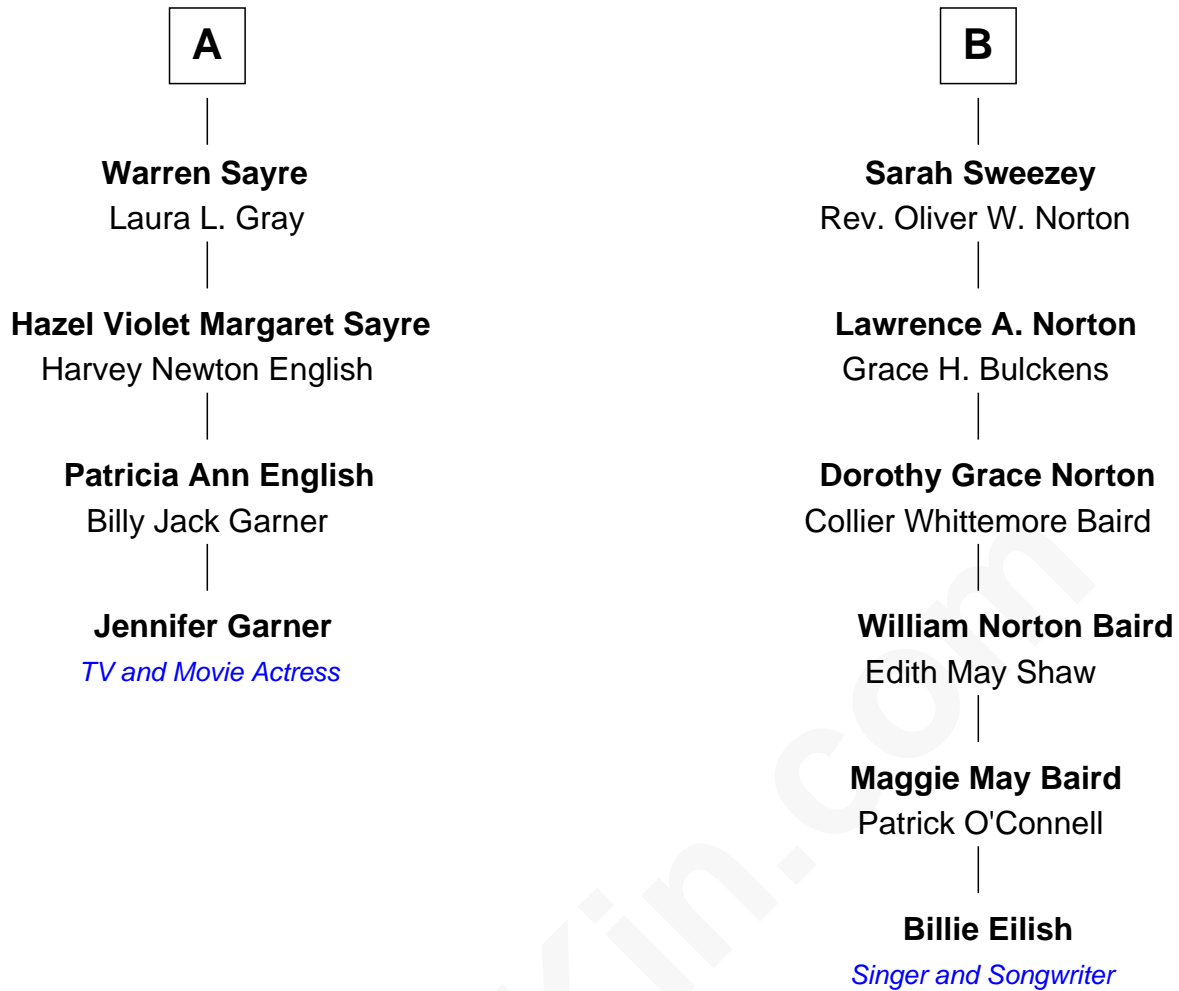 A
Warren Sayre
Laura L. Gray
Hazel Violet Margaret Sayre
Harvey Newton English
Patricia Ann English
Billy Jack Garner
Jennifer Garner
TV and Movie Actress
B
Sarah Sweezey
Rev. Oliver W. Norton
Lawrence A. Norton
Grace H. Bulckens
Dorothy Grace Norton
Collier Whittemore Baird
William Norton Baird
Edith May Shaw
Maggie May Baird
Patrick O'Connell
Billie Eilish
Singer and Songwriter
Kin.com